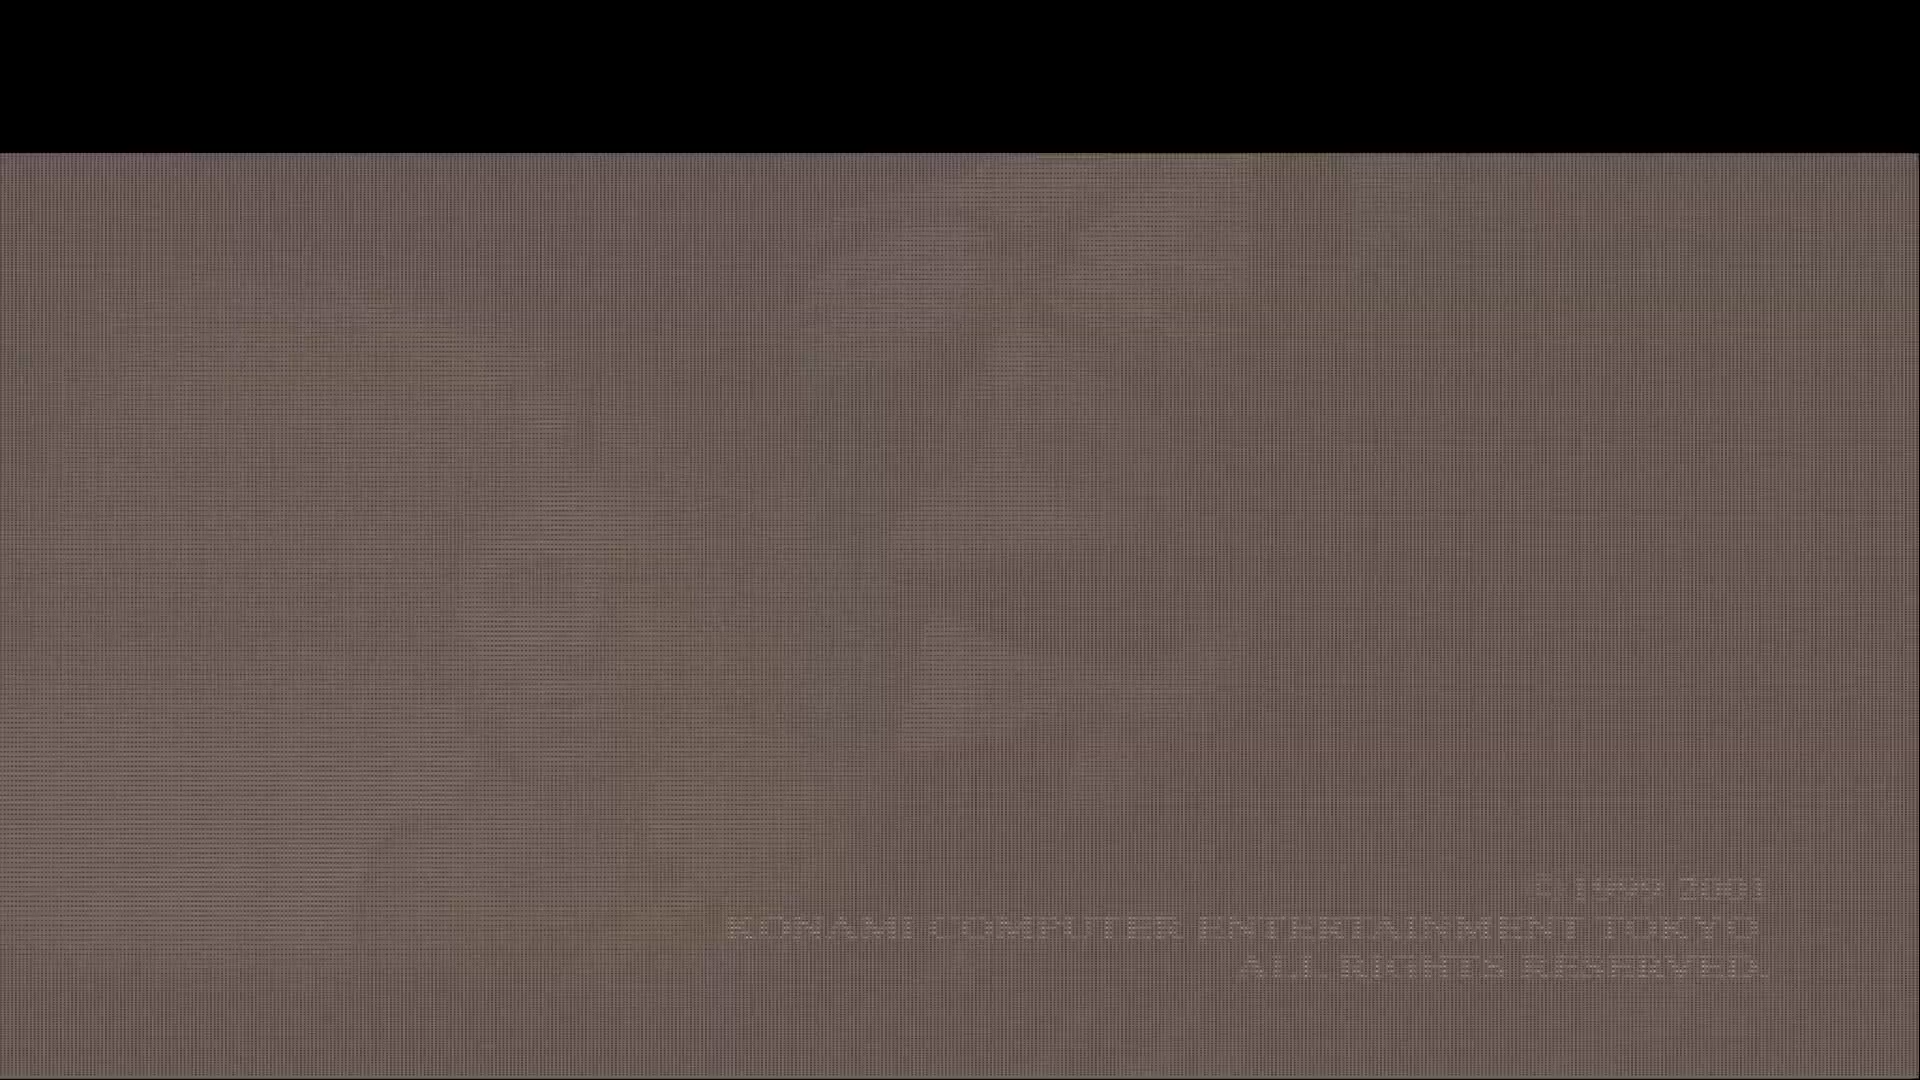 © 1999 2001
KONAMI COMPUTER ENTERTAINMENT TOKYO
ALL RIGHTS RESERVED.